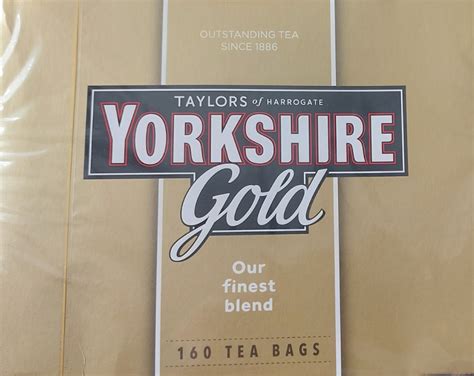 OUTSTANDING TEA
SINCE 1886
TAYLORS of HARROGATE
YORKSHIRE
Gold
Our
finest
blend
160 TEA BAGS